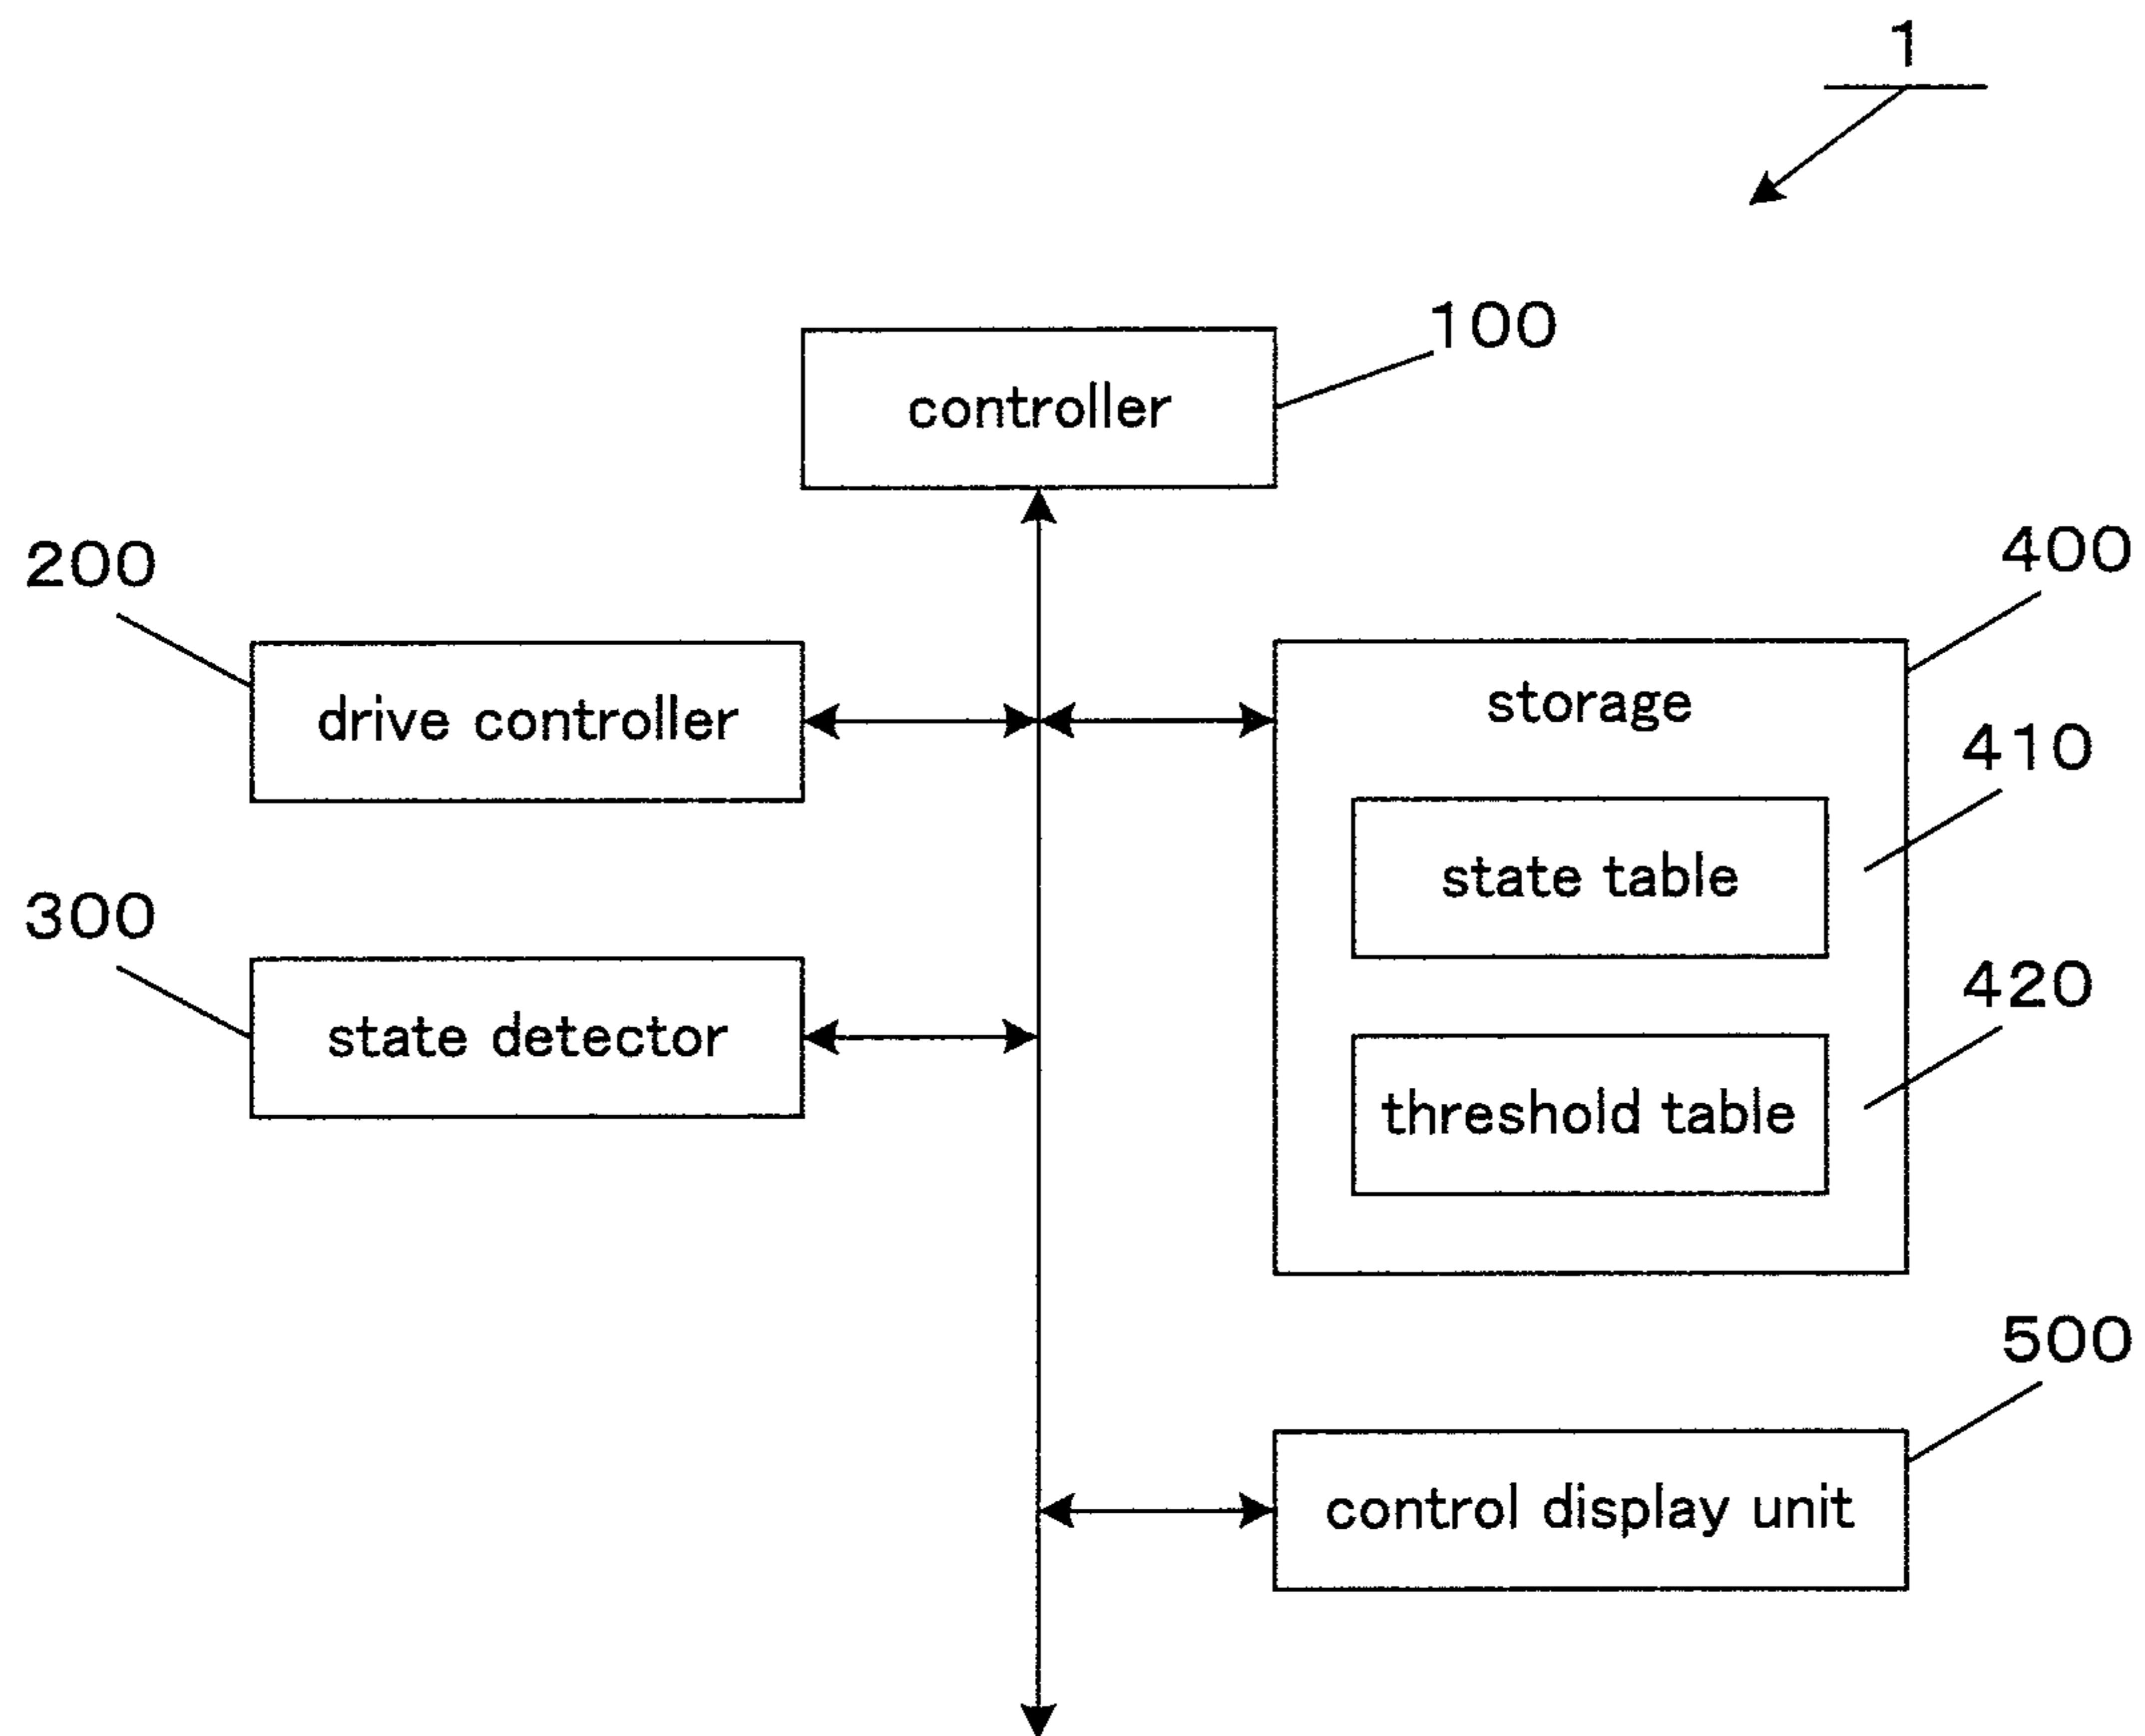 1
100
controller
200
400
drive controller
storage
410
state table
300
state detector
420
threshold table
500
control display unit